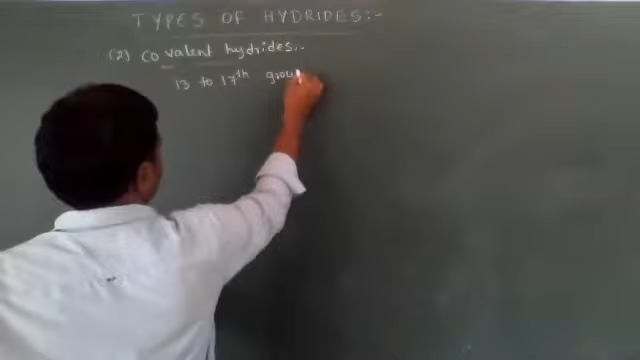 TYPES OF HYDRIDES:-
(2) Covalent hydrides:-
13 to 17th grou